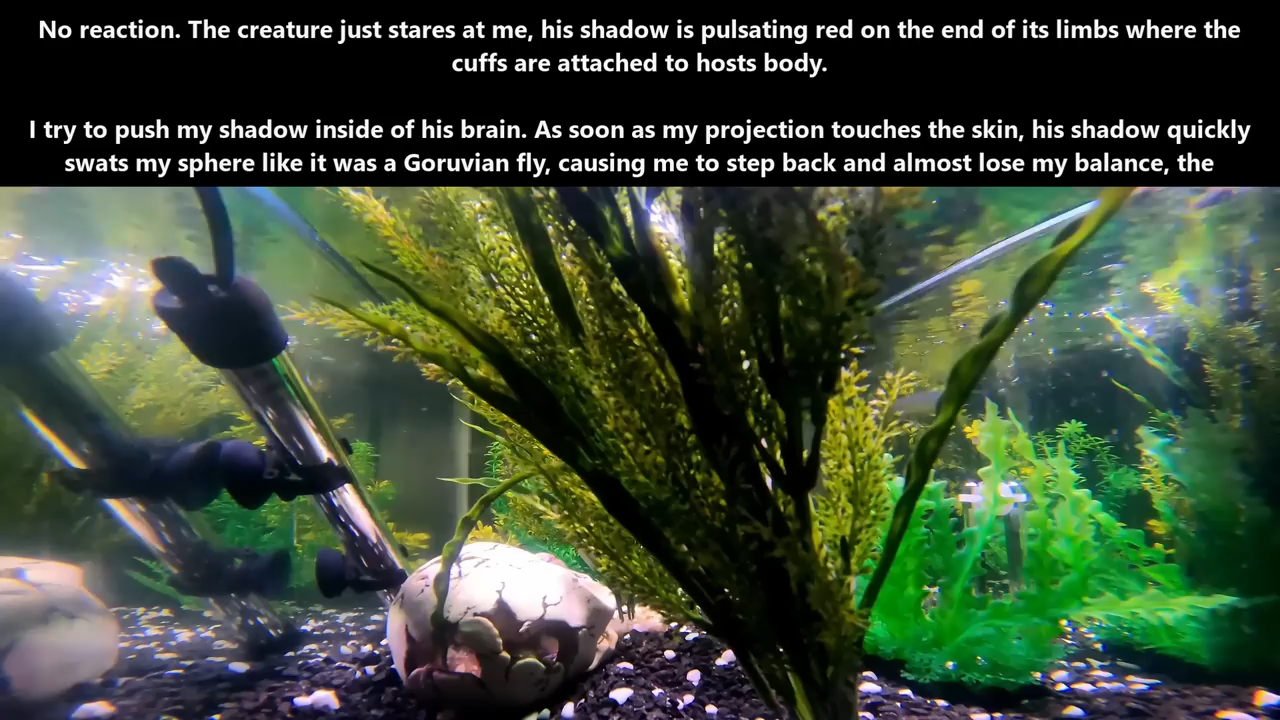 No reaction. The creature just stares at me, his shadow is pulsating red on the end of its limbs where the
cuffs are attached to hosts body.
I try to push my shadow inside of his brain. As soon as my projection touches the skin, his shadow quickly
swats my sphere like it was a Goruvian fly, causing me to step back and almost lose my balance, the